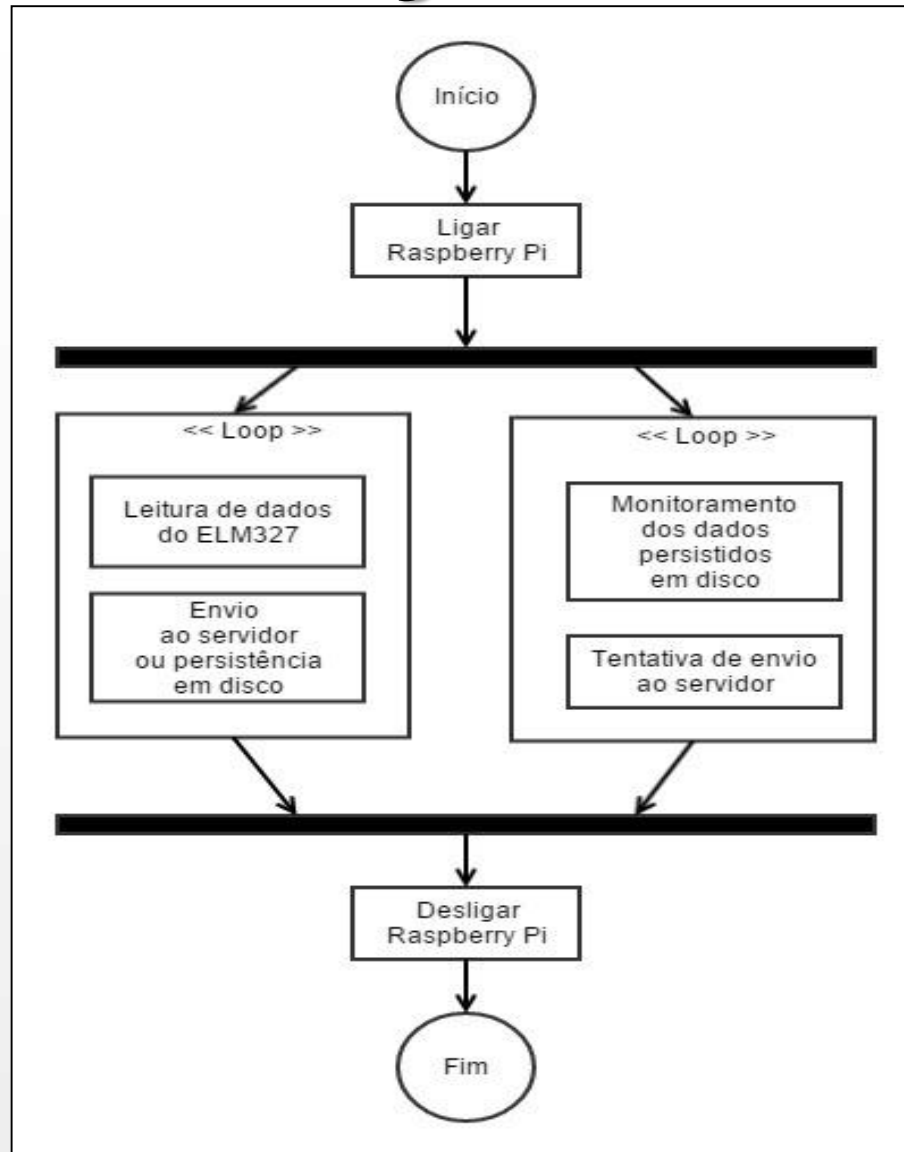 Início
Ligar
Raspberry Pi
<< Loop >>
Leitura de dados
do ELM327
Envio
ao servidor
ou persistência
em disco
<< Loop >>
Monitoramento
dos dados
persistidos
em disco
Tentativa de envio
ao servidor
Desligar
Raspberry Pi
Fim